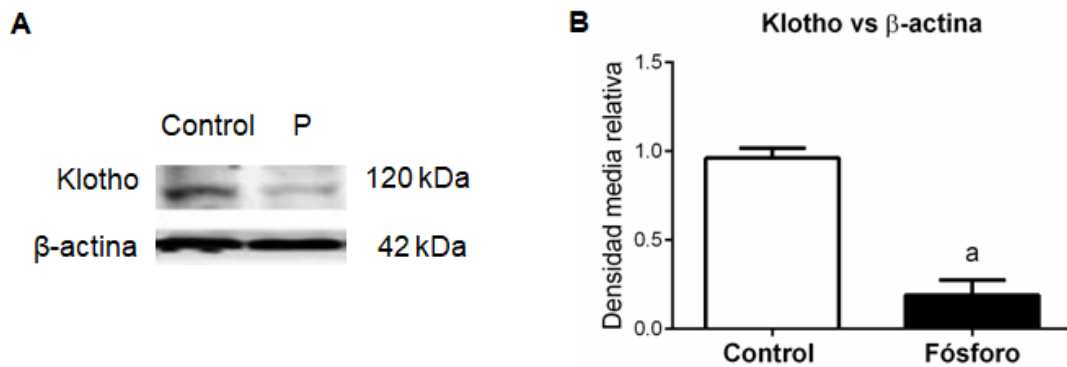 A
Control P
Klotho 120 kDa
β-actina 42 kDa
B
Klotho vs β-actina
Densidad media relativa
1.5
1.0
0.5
0.0
a
Control Fósforo